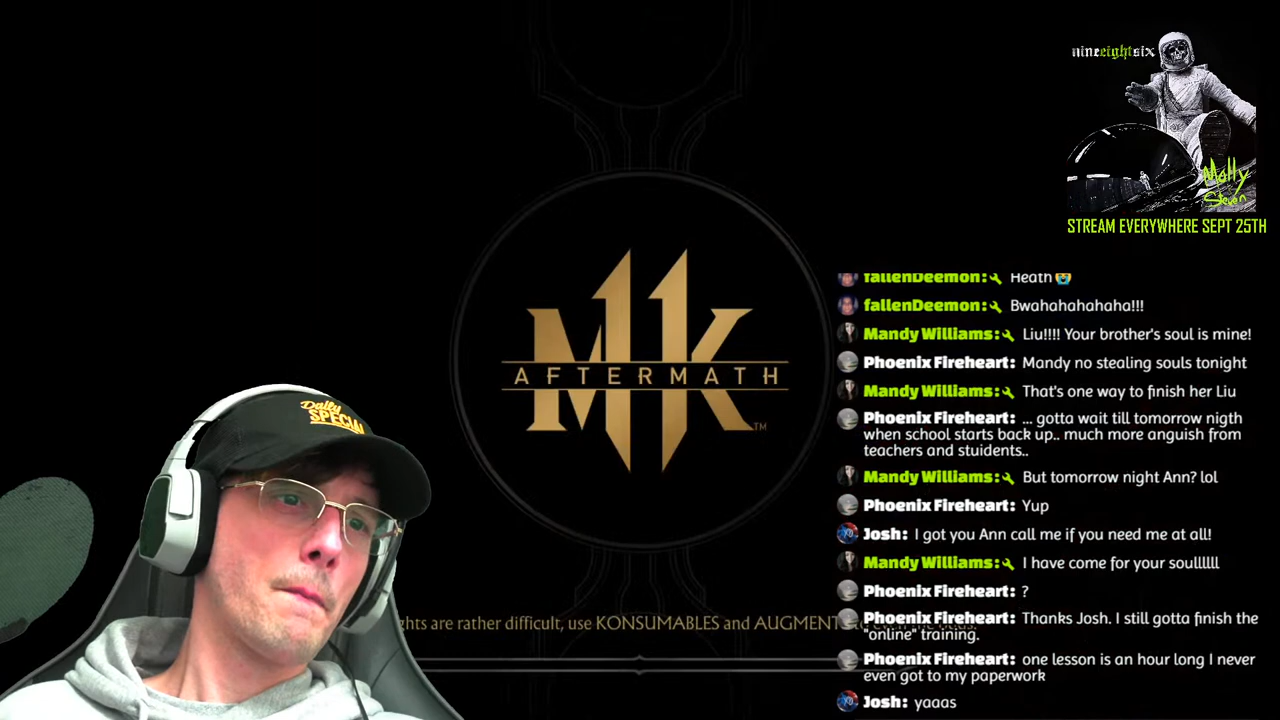 nineeightsix
Molly
Steven
STREAM EVERYWHERE SEPT 25TH
fallenDeemon: Heath
fallenDeemon: Bwahahahahaha!!!
Mandy Williams: Liu!!!! Your brother's soul is mine!
Phoenix Fireheart: Mandy no stealing souls tonight
Mandy Williams: That's one way to finish her Liu
Phoenix Fireheart: ... gotta wait till tomorrow nigth
when school starts back up.. much more anguish from
teachers and stuidents..
Mandy Williams: But tomorrow night Ann? lol
Phoenix Fireheart: Yup
Josh: I got you Ann call me if you need me at all!
Mandy Williams: I have come for your soulllllll
Phoenix Fireheart: ?
Phoenix Fireheart: Thanks Josh. I still gotta finish the
"online" training.
Phoenix Fireheart: one lesson is an hour long I never
even got to my paperwork
Josh: yaaas
MK11
AFTERMATH
TM
Daily
SPECIAL
ghts are rather difficult, use KONSUMABLES and AUGMENT